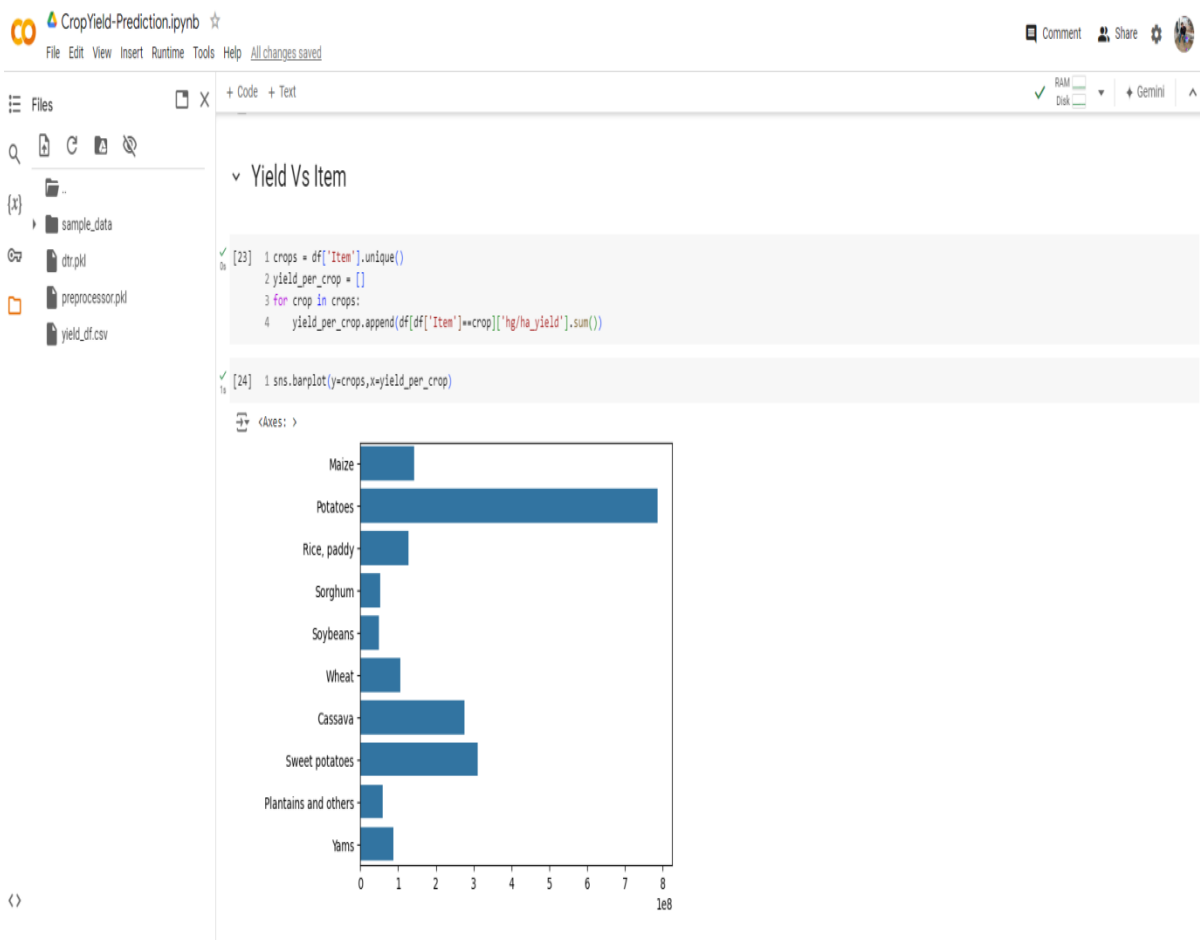 CropYield-Prediction.ipynb
File Edit View Insert Runtime Tools Help All changes saved
Comment Share
Files
+ Code + Text
RAM
Disk
Gemini
..
sample_data
dtr.pkl
preprocessor.pkl
yield_df.csv
{x}
<>
Yield Vs Item
[23] 1 crops = df['Item'].unique()
0s 2 yield_per_crop = []
3 for crop in crops:
4 yield_per_crop.append(df[df['Item']==crop]['hg/ha_yield'].sum())
[24] 1 sns.barplot(y=crops,x=yield_per_crop)
1s
<Axes: >
Maize
Potatoes
Rice, paddy
Sorghum
Soybeans
Wheat
Cassava
Sweet potatoes
Plantains and others
Yams
0 1 2 3 4 5 6 7 8
1e8